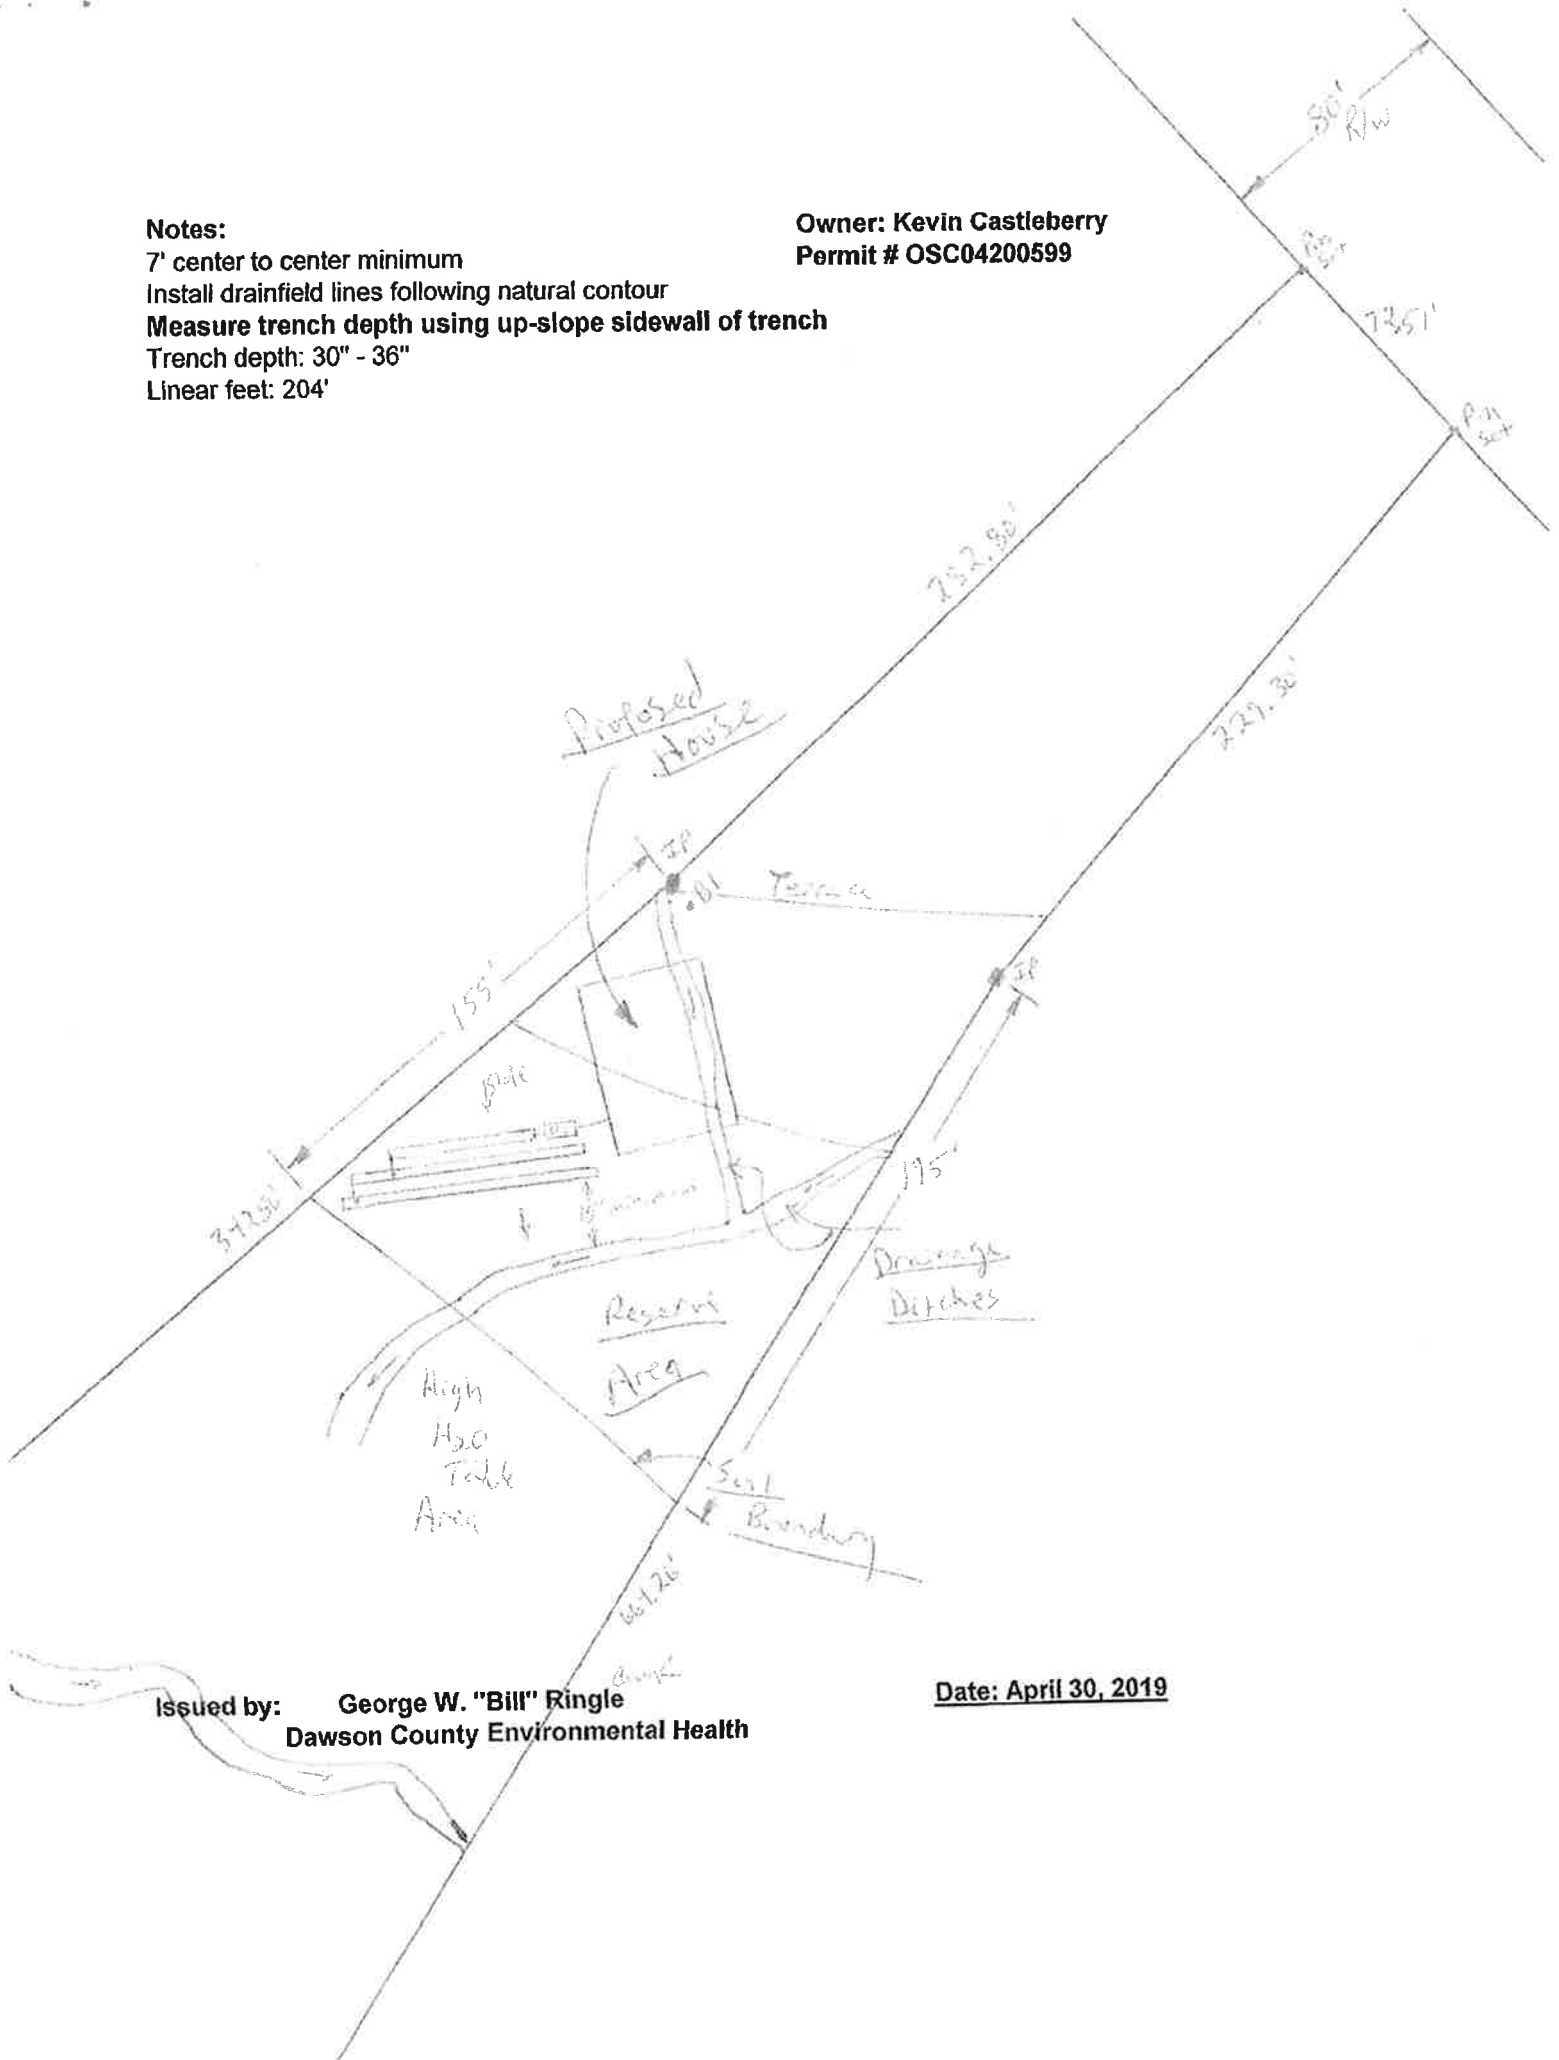 80'
R/W
Notes:
7' center to center minimum
Install drainfield lines following natural contour
Measure trench depth using up-slope sidewall of trench
Trench depth: 30" - 36"
Linear feet: 204'
Owner: Kevin Castleberry
Permit # OSC04200599
Pin
set
Pin
set
229.30'
Proposed
House
IP
B1
IP
155'
195'
minimum
Drainage
Ditches
Reserve
Area
High
H2O
Table
Area
Soil
Boundary
Issued by: George W. "Bill" Ringle
Dawson County Environmental Health
Date: April 30, 2019